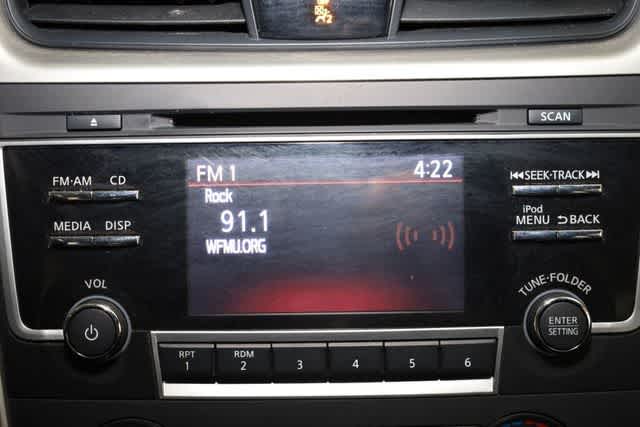 SCAN
FM·AM CD
MEDIA DISP
VOL
FM 1 4:22
Rock
91.1
WFMU.ORG
SEEK·TRACK
iPod
MENU BACK
TUNE·FOLDER
ENTER
SETTING
RPT
1
RDM
2
3
4
5
6